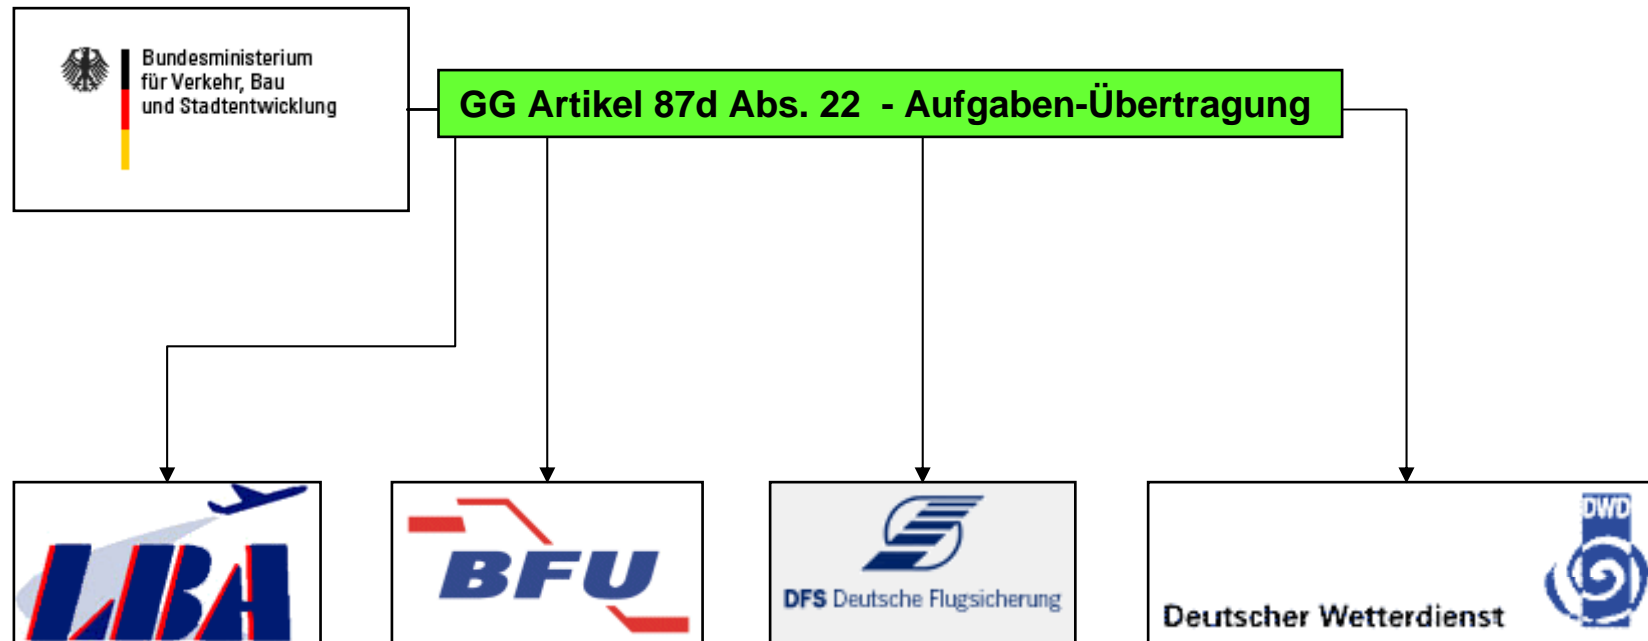 Bundesministerium
für Verkehr, Bau
und Stadtentwicklung
GG Artikel 87d Abs. 22 - Aufgaben-Übertragung
LBA
BFU
DFS Deutsche Flugsicherung
DWD
Deutscher Wetterdienst